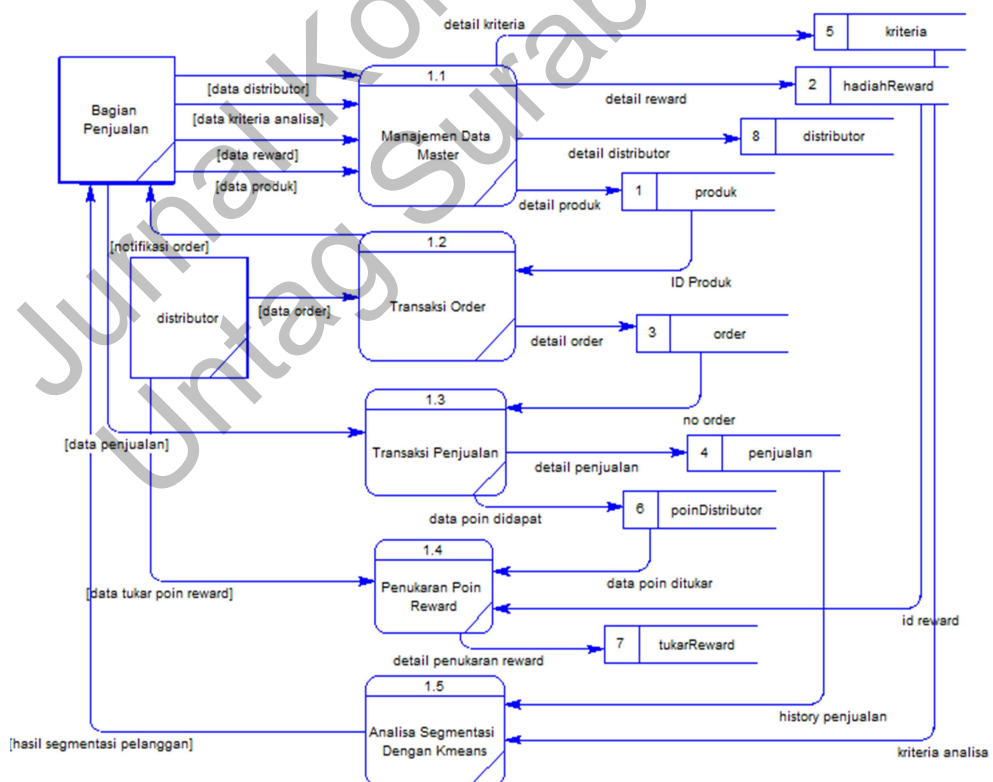 detail kriteria
5 kriteria
1.1
Bagian
Penjualan
[data distributor]
[data kriteria analisa]
[data reward]
[data produk]
Manajemen Data
Master
detail reward
2 hadiahReward
detail distributor
8 distributor
detail produk
1 produk
[notifikasi order]
1.2
Transaksi Order
ID Produk
distributor
[data order]
detail order
3 order
1.3
Transaksi Penjualan
no order
[data penjualan]
detail penjualan
4 penjualan
data poin didapat
6 poinDistributor
1.4
Penukaran Poin
Reward
data poin ditukar
[data tukar poin reward]
id reward
detail penukaran reward
7 tukarReward
1.5
Analisa Segmentasi
Dengan Kmeans
history penjualan
[hasil segmentasi pelanggan]
kriteria analisa
Jurnal
Untag